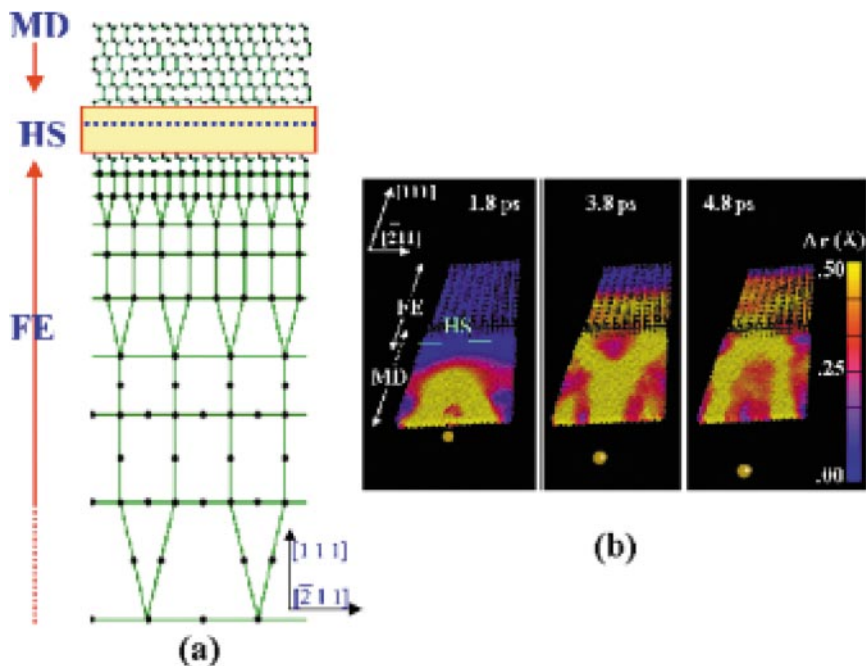 MD
HS
FE
[1 1 1]
[2̅ 1 1]
(a)
[111]
[2̅11]
1.8 ps
3.8 ps
4.8 ps
Δr (Å)
FE
HS
MD
.50
.25
.00
(b)